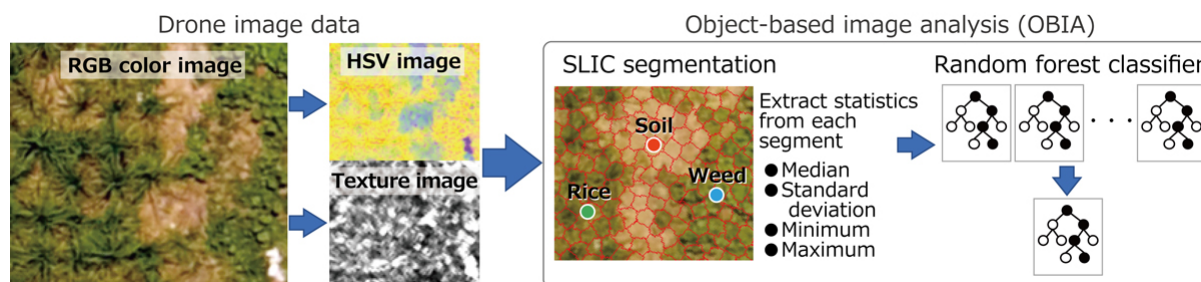 Drone image data
Object-based image analysis (OBIA)
RGB color image
HSV image
Texture image
SLIC segmentation
Soil
Rice
Weed
Extract statistics
from each
segment
● Median
● Standard
deviation
● Minimum
● Maximum
Random forest classifier
. . .